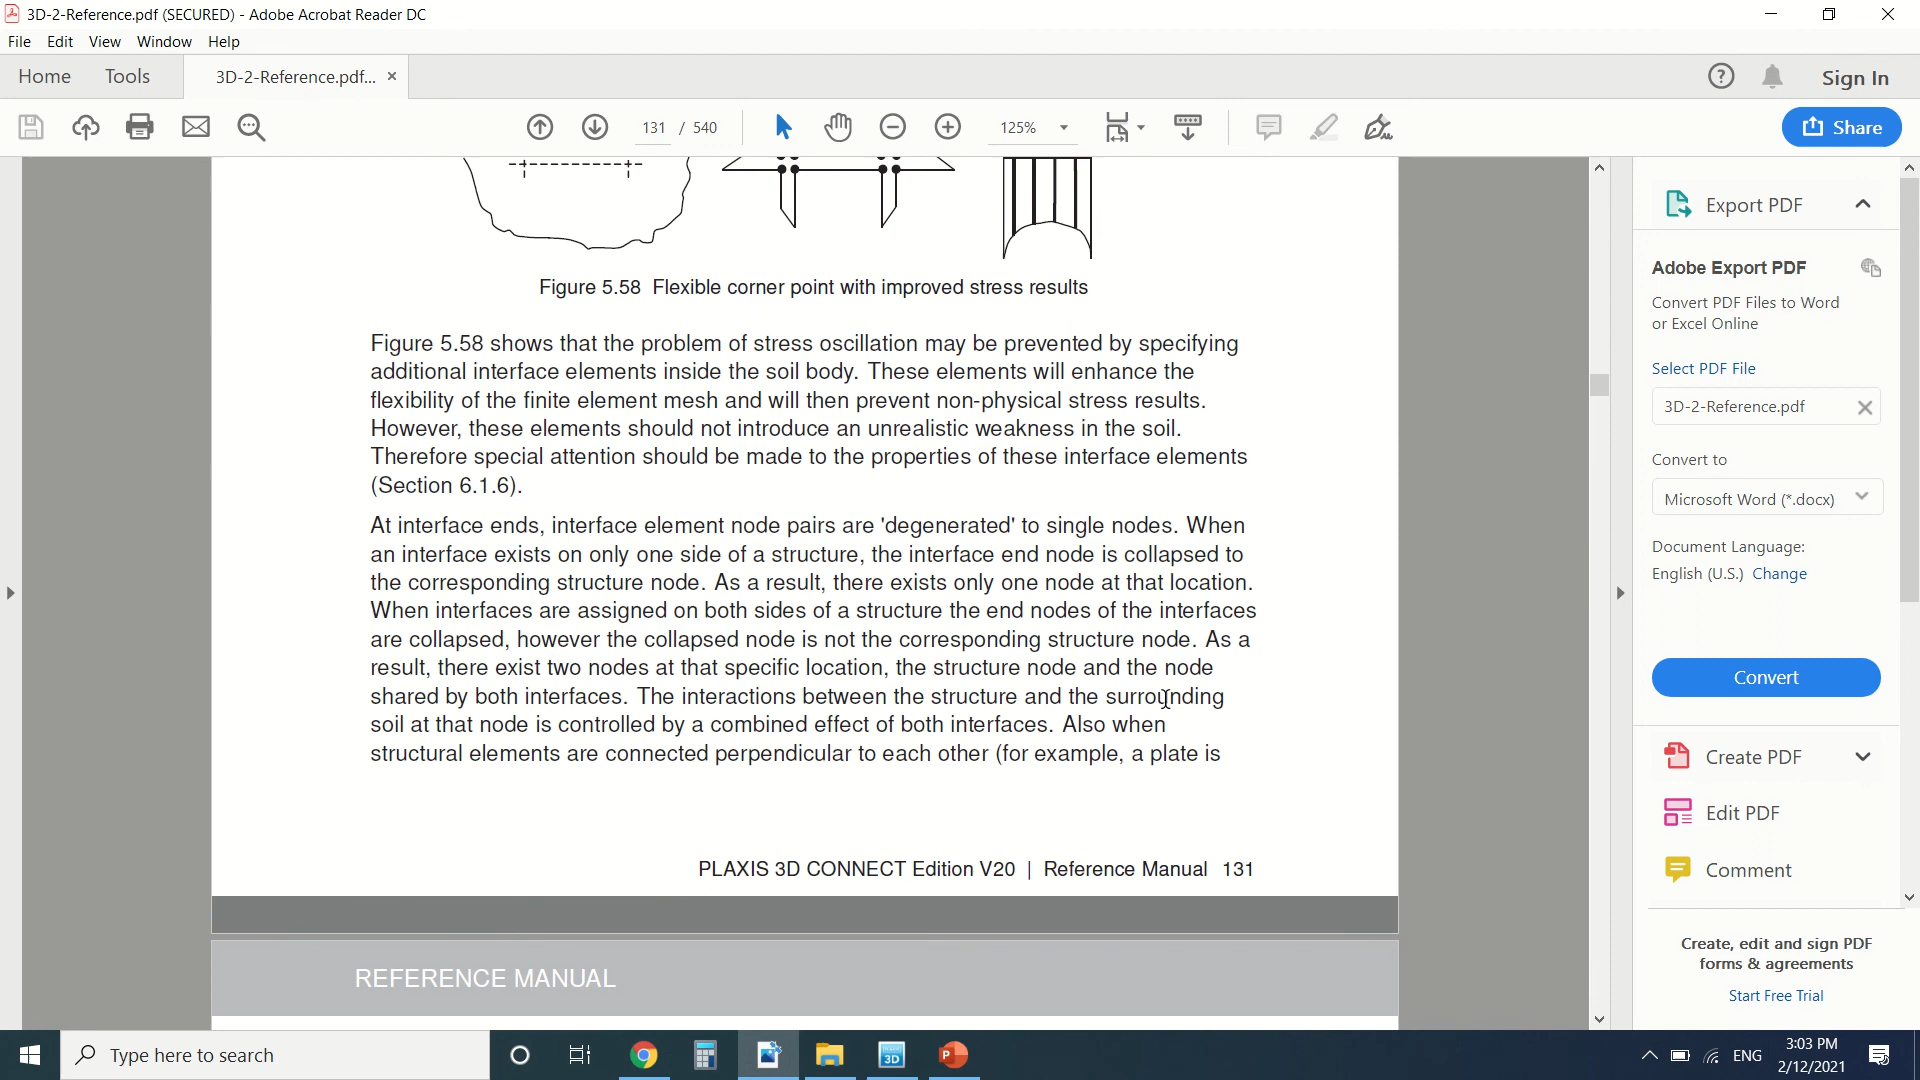 3D-2-Reference.pdf (SECURED) - Adobe Acrobat Reader DC
File Edit View Window Help
Home Tools 3D-2-Reference.pdf... × Sign In
131 / 540 125% Share
Figure 5.58 Flexible corner point with improved stress results
Figure 5.58 shows that the problem of stress oscillation may be prevented by specifying
additional interface elements inside the soil body. These elements will enhance the
flexibility of the finite element mesh and will then prevent non-physical stress results.
However, these elements should not introduce an unrealistic weakness in the soil.
Therefore special attention should be made to the properties of these interface elements
(Section 6.1.6).
At interface ends, interface element node pairs are 'degenerated' to single nodes. When
an interface exists on only one side of a structure, the interface end node is collapsed to
the corresponding structure node. As a result, there exists only one node at that location.
When interfaces are assigned on both sides of a structure the end nodes of the interfaces
are collapsed, however the collapsed node is not the corresponding structure node. As a
result, there exist two nodes at that specific location, the structure node and the node
shared by both interfaces. The interactions between the structure and the surrounding
soil at that node is controlled by a combined effect of both interfaces. Also when
structural elements are connected perpendicular to each other (for example, a plate is
PLAXIS 3D CONNECT Edition V20 | Reference Manual 131
REFERENCE MANUAL
Export PDF
Adobe Export PDF
Convert PDF Files to Word
or Excel Online
Select PDF File
3D-2-Reference.pdf
Convert to
Microsoft Word (*.docx)
Document Language:
English (U.S.) Change
Convert
Create PDF
Edit PDF
Comment
Create, edit and sign PDF
forms & agreements
Start Free Trial
Type here to search
3D
P
ENG
3:03 PM
2/12/2021